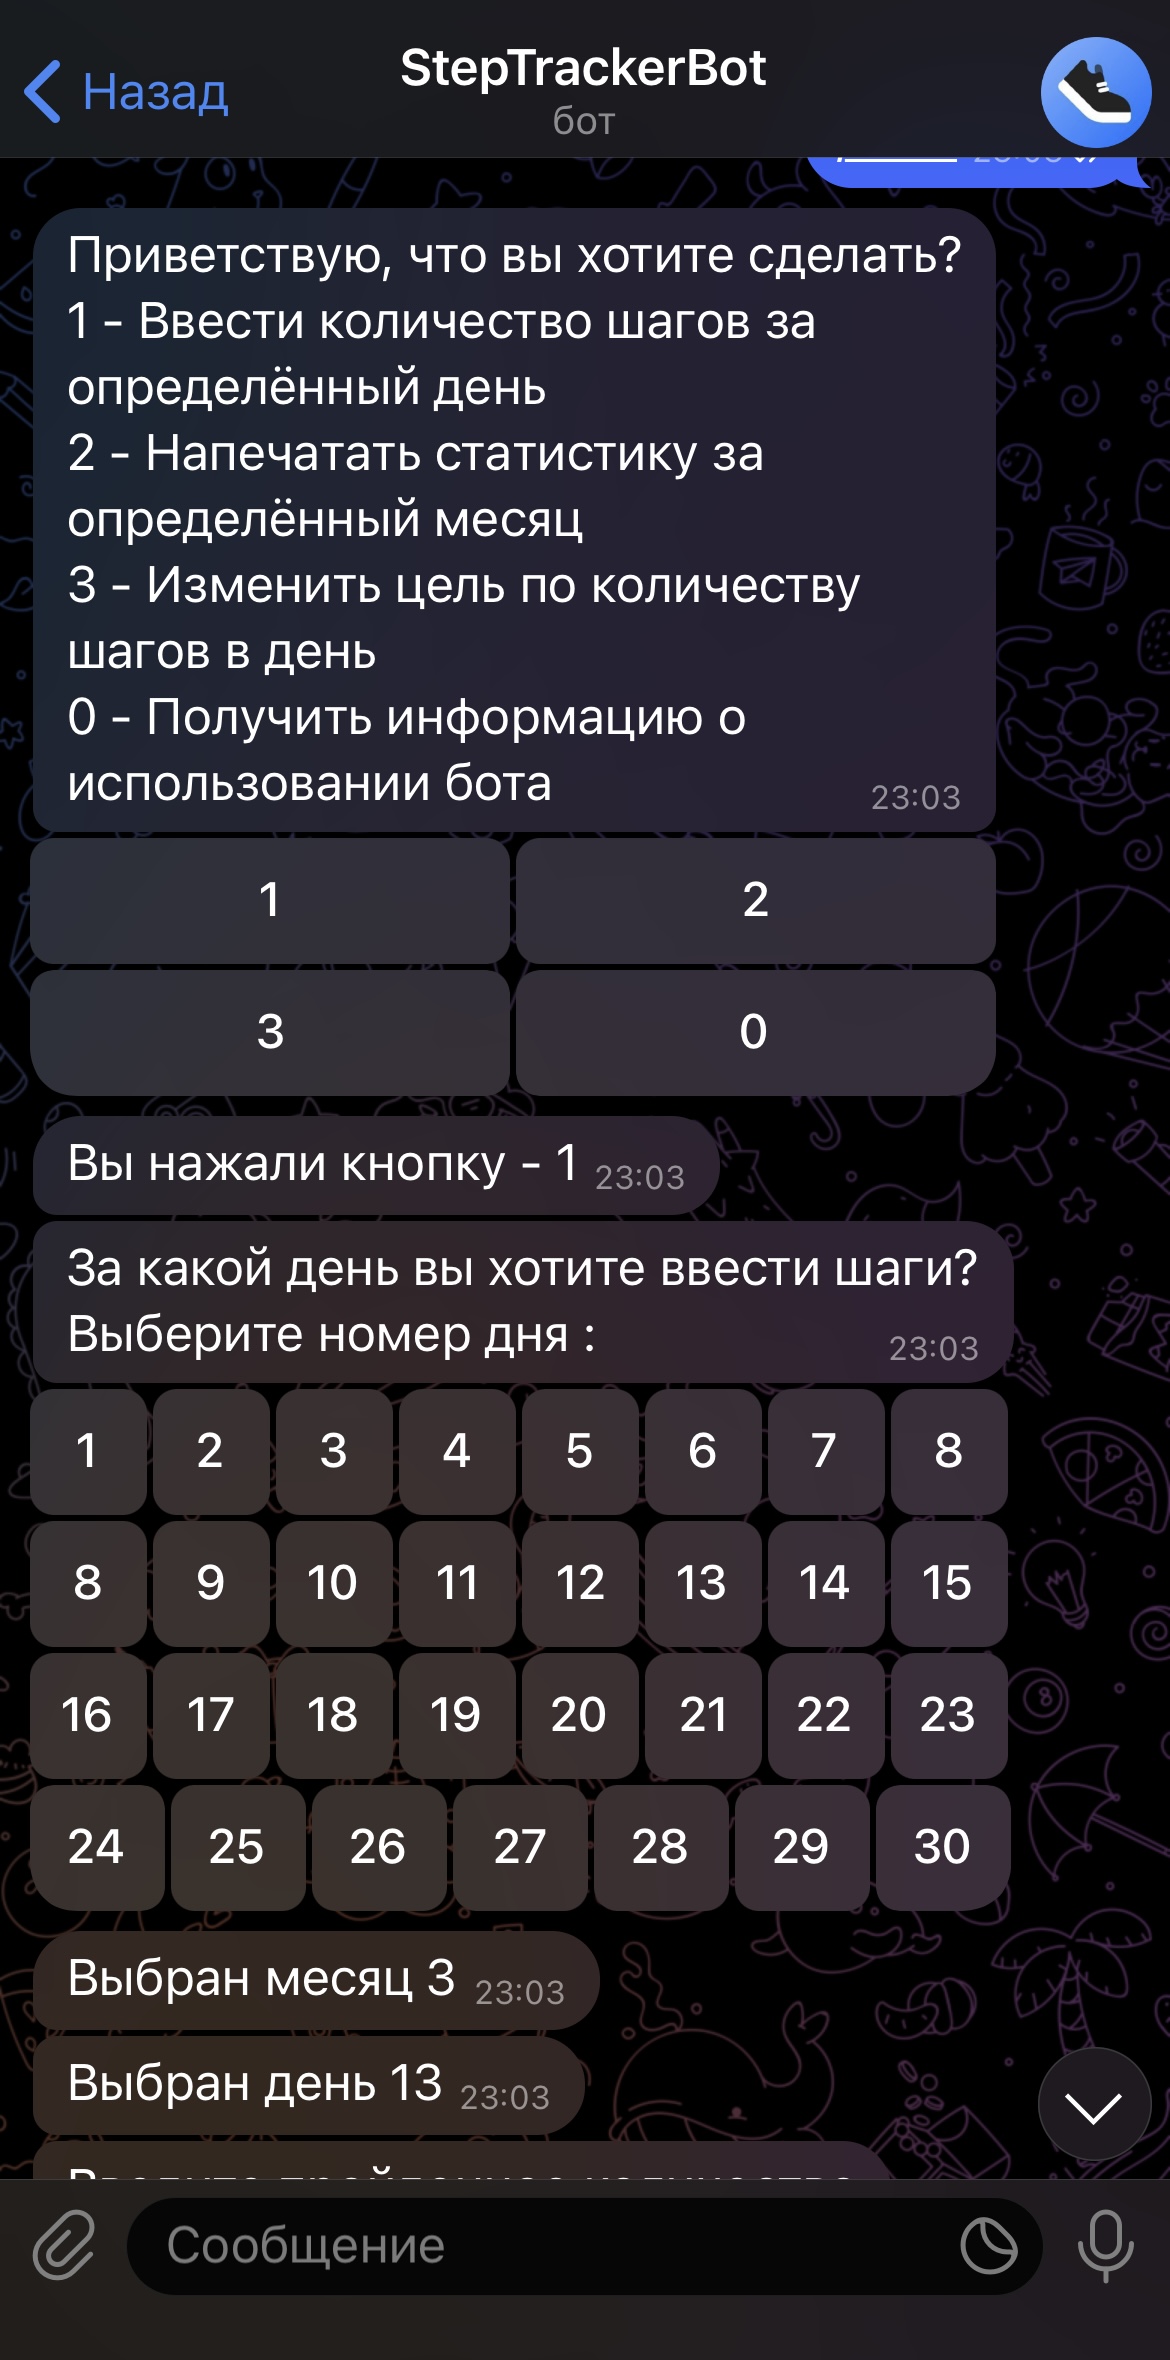 StepTrackerBot
Назад
бот
Приветствую, что вы хотите сделать?
1 - Ввести количество шагов за
определённый день
2 - Напечатать статистику за
определённый месяц
3 - Изменить цель по количеству
шагов в день
0 - Получить информацию о
использовании бота
23:03
1 2
3 0
Вы нажали кнопку - 1 23:03
За какой день вы хотите ввести шаги?
Выберите номер дня :
23:03
1 2 3 4 5 6 7 8
8 9 10 11 12 13 14 15
16 17 18 19 20 21 22 23
24 25 26 27 28 29 30
Выбран месяц 3 23:03
Выбран день 13 23:03
Сообщение